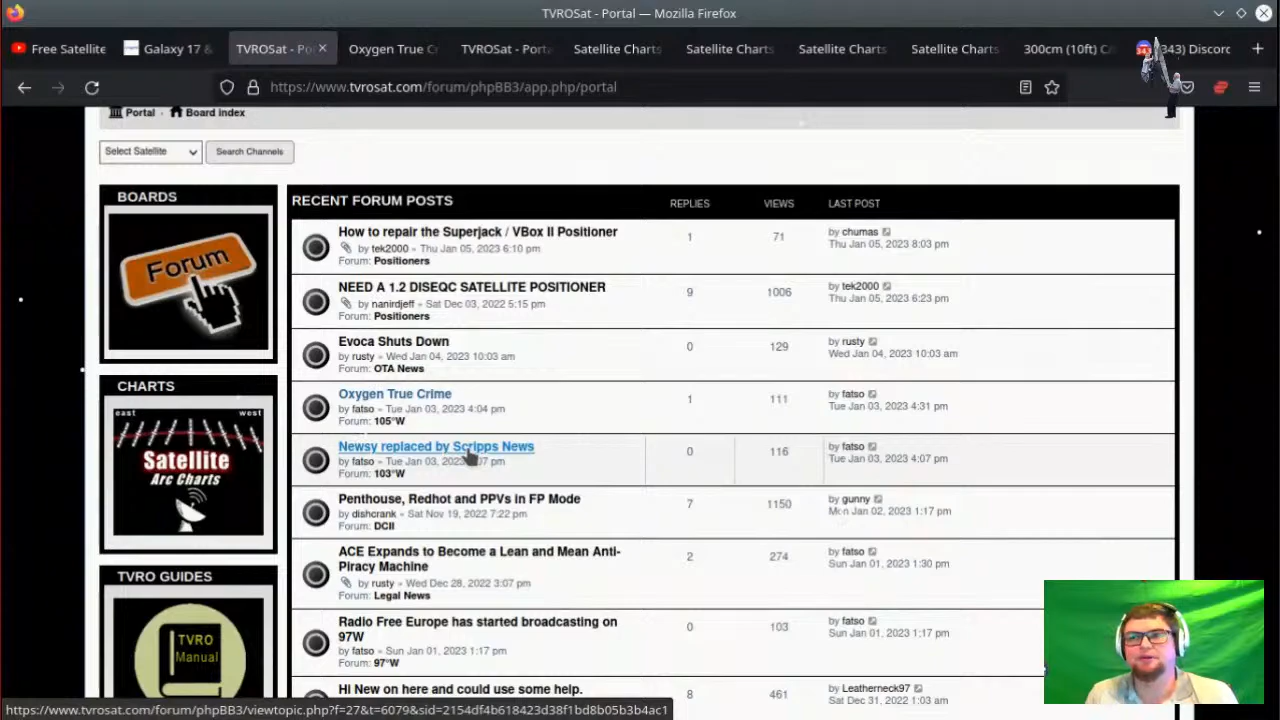 TVROSat - Portal — Mozilla Firefox
Free Satellite
Galaxy 17 &
TVROSat - Po
Oxygen True C
TVROSat - Port
Satellite Charts
Satellite Charts
Satellite Charts
Satellite Charts
300cm (10ft) C
(343) Discord
https://www.tvrosat.com/forum/phpBB3/app.php/portal
Portal
Board index
Select Satellite
Search Channels
BOARDS
Forum
CHARTS
east west
Satellite
Arc Charts
TVRO GUIDES
TVRO
Manual
RECENT FORUM POSTS REPLIES VIEWS LAST POST
How to repair the Superjack / VBox II Positioner
by tek2000 » Thu Jan 05, 2023 6:10 pm
Forum: Positioners
1 71
by chumas
Thu Jan 05, 2023 8:03 pm
NEED A 1.2 DISEQC SATELLITE POSITIONER
by nanirdjeff » Sat Dec 03, 2022 5:15 pm
Forum: Positioners
9 1006
by tek2000
Thu Jan 05, 2023 6:23 pm
Evoca Shuts Down
by rusty » Wed Jan 04, 2023 10:03 am
Forum: OTA News
0 129
by rusty
Wed Jan 04, 2023 10:03 am
Oxygen True Crime
by fatso » Tue Jan 03, 2023 4:04 pm
Forum: 105°W
1 111
by fatso
Tue Jan 03, 2023 4:31 pm
Newsy replaced by Scripps News
by fatso » Tue Jan 03, 2023 pm
Forum: 103°W
0 116
by fatso
Tue Jan 03, 2023 4:07 pm
Penthouse, Redhot and PPVs in FP Mode
by dishcrank » Sat Nov 19, 2022 7:22 pm
Forum: DCII
7 1150
by gunny
Mon Jan 02, 2023 1:17 pm
ACE Expands to Become a Lean and Mean Anti-
Piracy Machine
by rusty » Wed Dec 28, 2022 3:07 pm
Forum: Legal News
2 274
by fatso
Sun Jan 01, 2023 1:30 pm
Radio Free Europe has started broadcasting on
97W
by fatso » Sun Jan 01, 2023 1:17 pm
Forum: 97°W
0 103
by fatso
Sun Jan 01, 2023 1:17 pm
Hi New on here and could use some help.
8 461
by Leatherneck97
Sat Dec 31, 2022 1:03 am